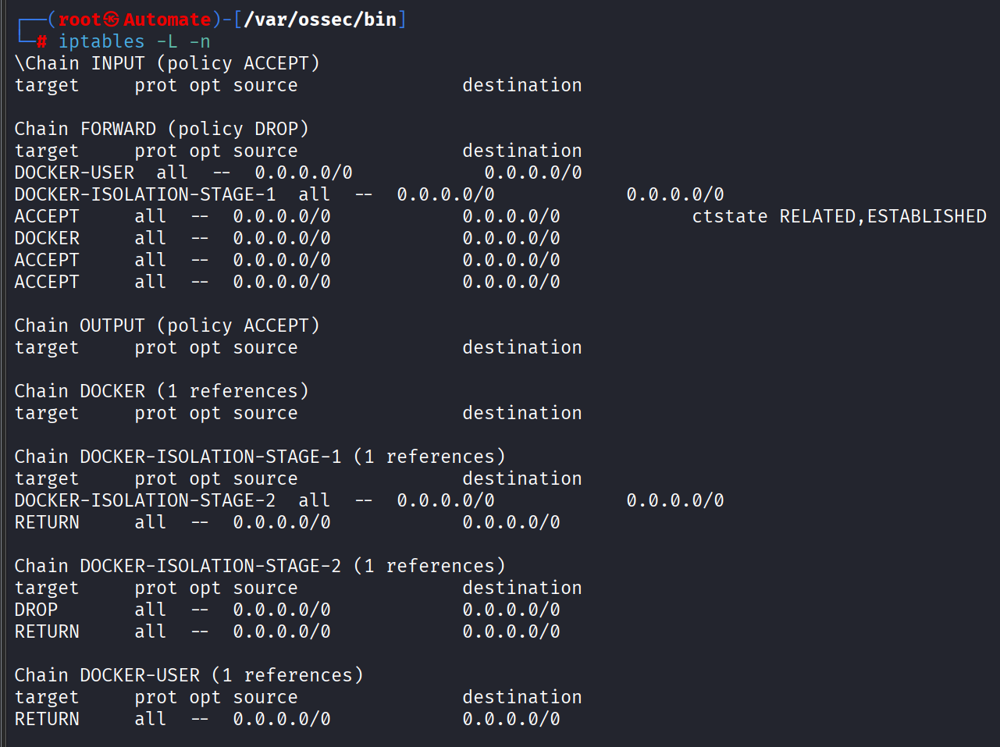 ┌──(root㉿Automate)-[/var/ossec/bin]
└─# iptables -L -n
\Chain INPUT (policy ACCEPT)
target     prot opt source               destination

Chain FORWARD (policy DROP)
target     prot opt source               destination
DOCKER-USER  all  --  0.0.0.0/0            0.0.0.0/0
DOCKER-ISOLATION-STAGE-1  all  --  0.0.0.0/0            0.0.0.0/0
ACCEPT     all  --  0.0.0.0/0            0.0.0.0/0            ctstate RELATED,ESTABLISHED
DOCKER     all  --  0.0.0.0/0            0.0.0.0/0
ACCEPT     all  --  0.0.0.0/0            0.0.0.0/0
ACCEPT     all  --  0.0.0.0/0            0.0.0.0/0

Chain OUTPUT (policy ACCEPT)
target     prot opt source               destination

Chain DOCKER (1 references)
target     prot opt source               destination

Chain DOCKER-ISOLATION-STAGE-1 (1 references)
target     prot opt source               destination
DOCKER-ISOLATION-STAGE-2  all  --  0.0.0.0/0            0.0.0.0/0
RETURN     all  --  0.0.0.0/0            0.0.0.0/0

Chain DOCKER-ISOLATION-STAGE-2 (1 references)
target     prot opt source               destination
DROP       all  --  0.0.0.0/0            0.0.0.0/0
RETURN     all  --  0.0.0.0/0            0.0.0.0/0

Chain DOCKER-USER (1 references)
target     prot opt source               destination
RETURN     all  --  0.0.0.0/0            0.0.0.0/0